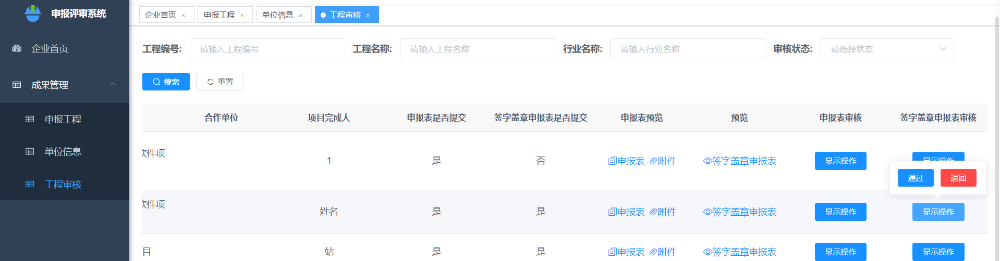 申报评审系统
企业首页 × 申报工程 × 单位信息 × 工程审核 ×
企业首页
成果管理
申报工程
单位信息
工程审核
工程编号: 请输入工程编号 工程名称: 请输入工程名称 行业名称: 请输入行业名称 审核状态: 请选择状态
搜索 重置
合作单位 项目完成人 申报表是否提交 签字盖章申报表是否提交 申报表预览 预览 申报表审核 签字盖章申报表审核
件项 1 是 否 申报表 附件 签字盖章申报表 显示操作 显示操作
通过 退回
件项 姓名 是 是 申报表 附件 签字盖章申报表 显示操作 显示操作
目 站 是 是 申报表 附件 签字盖章申报表 显示操作 显示操作